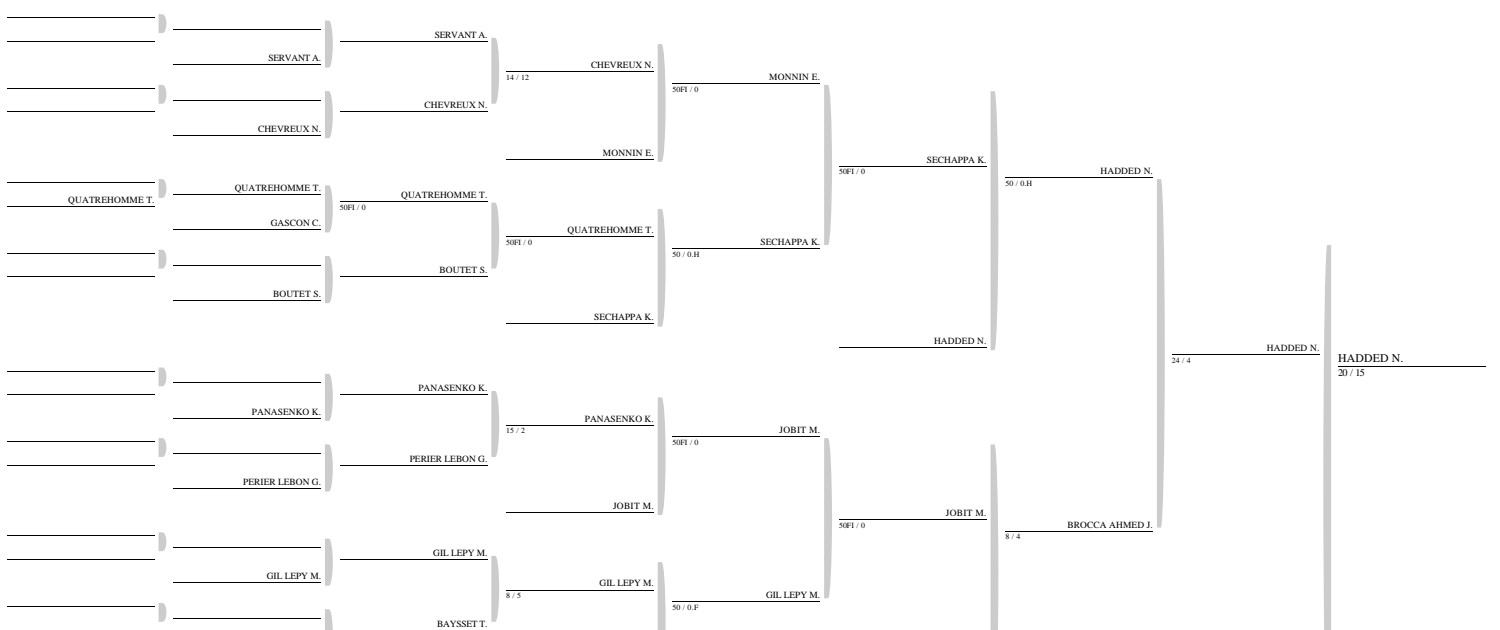 SERVANT A.
SERVANT A.
CHEVREUX N.
14 / 12
MONNIN E.
50FI / 0
CHEVREUX N.
CHEVREUX N.
MONNIN E.
SECHAPPA K.
50FI / 0
HADDED N.
50 / 0.H
QUATREHOMME T.
QUATREHOMME T.
QUATREHOMME T.
50FI / 0
GASCON C.
QUATREHOMME T.
50FI / 0
SECHAPPA K.
50 / 0.H
BOUTET S.
BOUTET S.
SECHAPPA K.
HADDED N.
HADDED N.
24 / 4
HADDED N.
20 / 15
PANASENKO K.
PANASENKO K.
PANASENKO K.
15 / 2
JOBIT M.
50FI / 0
PERIER LEBON G.
PERIER LEBON G.
JOBIT M.
JOBIT M.
50FI / 0
BROCCA AHMED J.
8 / 4
GIL LEPY M.
GIL LEPY M.
GIL LEPY M.
8 / 5
GIL LEPY M.
50 / 0.F
BAYSSET T.